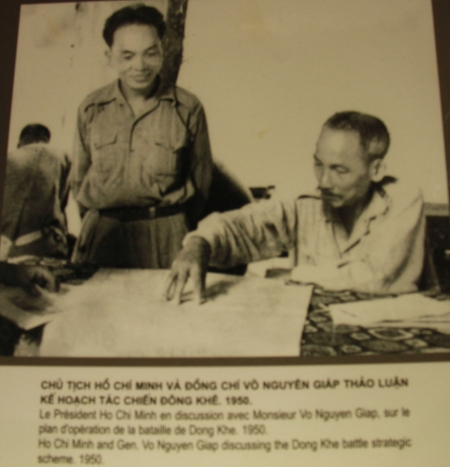 CHỦ TỊCH HỒ CHÍ MINH VÀ ĐỒNG CHÍ VÕ NGUYÊN GIÁP THẢO LUẬN
KẾ HOẠCH TÁC CHIẾN ĐÔNG KHÊ. 1950.
Le Président Ho Chi Minh en discussion avec Monsieur Vo Nguyen Giap, sur le
plan d'opération de la bataille de Dong Khe. 1950.
Ho Chi Minh and Gen. Vo Nguyen Giap discussing the Dong Khe battle strategic
scheme. 1950.